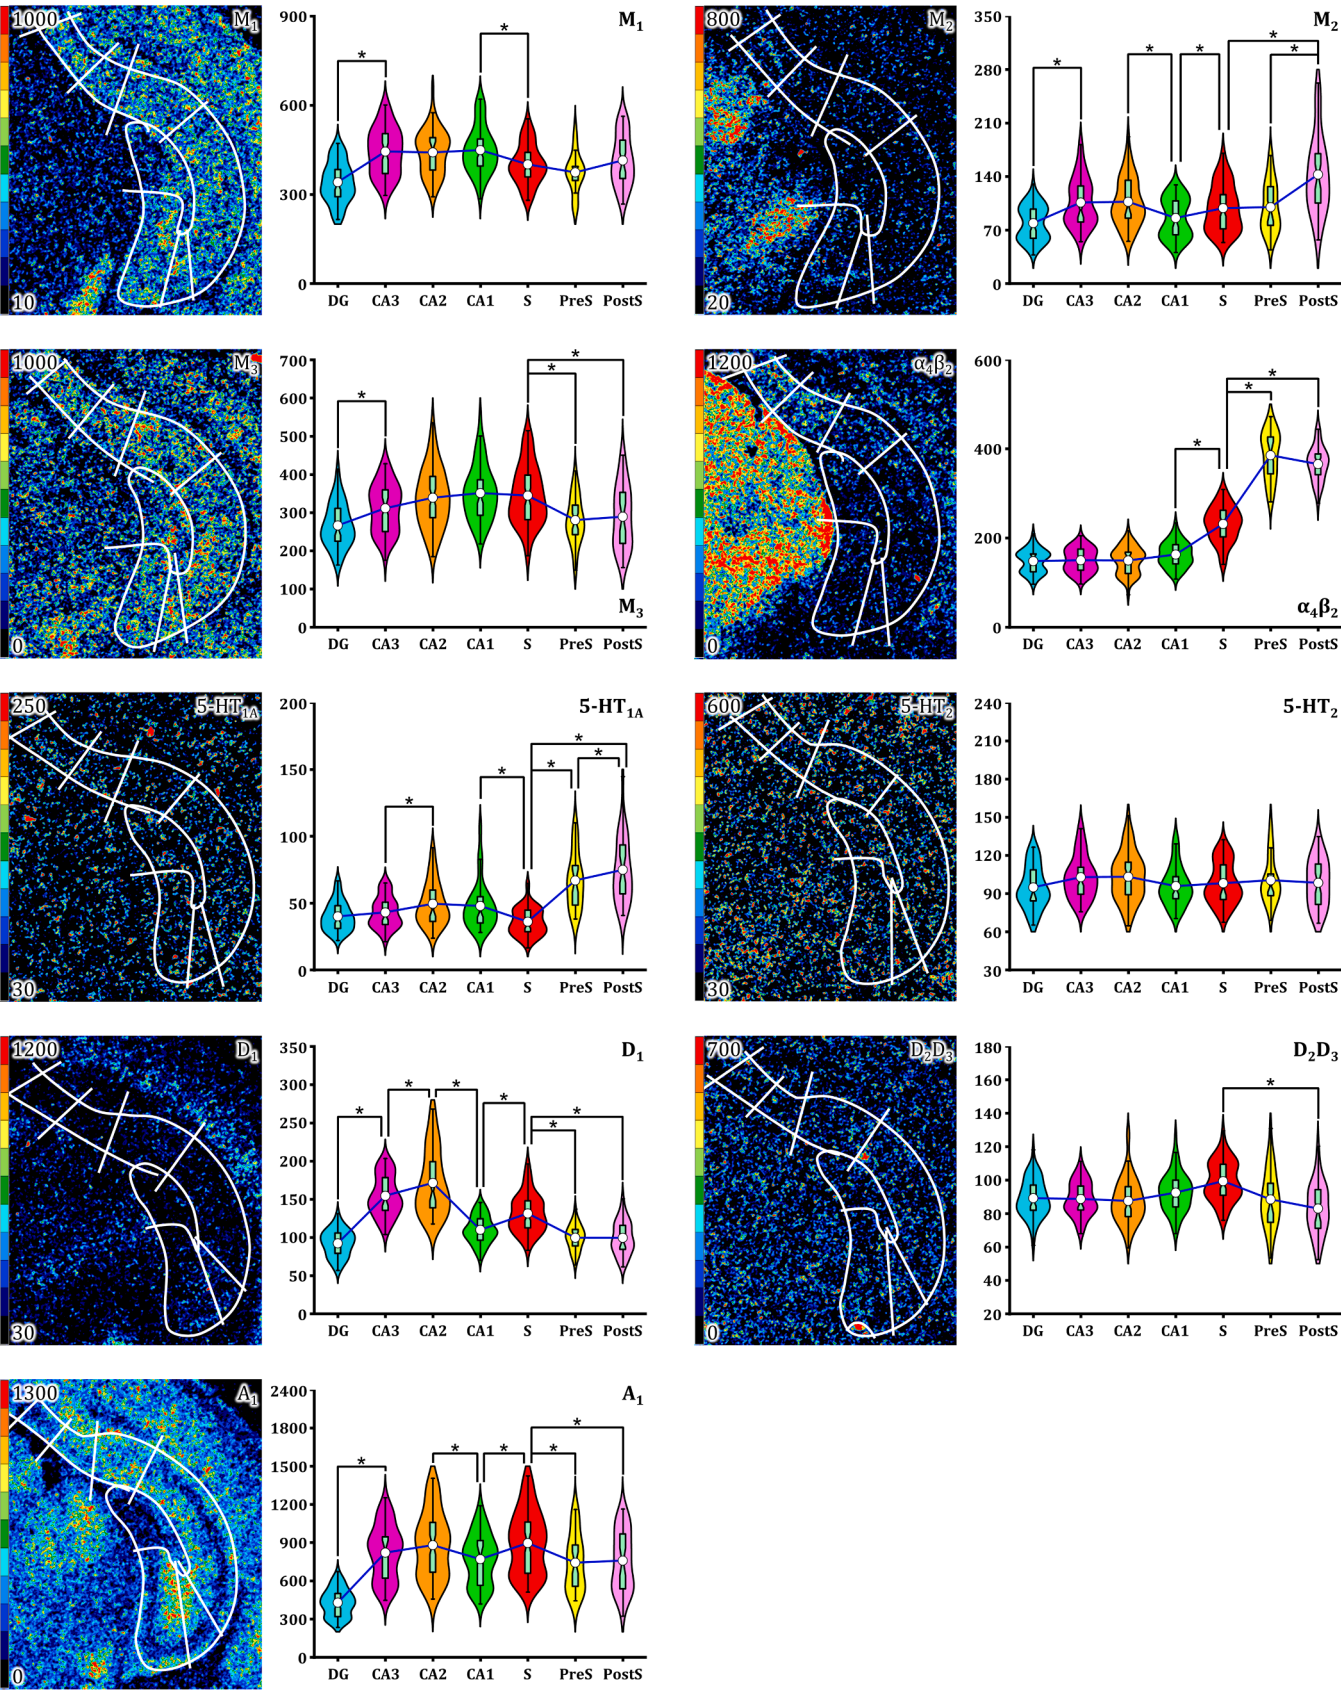 1000 M1
10
M1
900
600
300
0
* *
DG CA3 CA2 CA1 S PreS PostS
800 M2
20
M2
350
280
210
140
70
0
* * * * *
DG CA3 CA2 CA1 S PreS PostS
1000 M3
0
M3
700
600
500
400
300
200
100
0
* * *
DG CA3 CA2 CA1 S PreS PostS
1200 α4β2
0
α4β2
600
400
200
0
* * *
DG CA3 CA2 CA1 S PreS PostS
250 5-HT1A
30
5-HT1A
200
150
100
50
0
* * * * *
DG CA3 CA2 CA1 S PreS PostS
600 5-HT2
30
5-HT2
240
210
180
150
120
90
60
30
DG CA3 CA2 CA1 S PreS PostS
1200 D1
30
D1
350
300
250
200
150
100
50
0
* * * * * *
DG CA3 CA2 CA1 S PreS PostS
700 D2D3
0
D2D3
180
160
140
120
100
80
60
40
20
*
DG CA3 CA2 CA1 S PreS PostS
1300 A1
0
A1
2400
1800
1500
1200
900
600
300
0
* * * * *
DG CA3 CA2 CA1 S PreS PostS